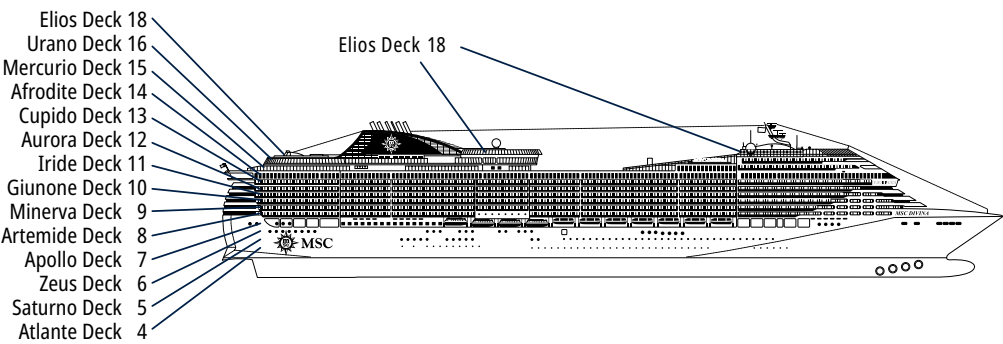 Elios Deck 18
Urano Deck 16
Mercurio Deck 15
Afrodite Deck 14
Cupido Deck 13
Aurora Deck 12
Iride Deck 11
Giunone Deck 10
Minerva Deck 9
Artemide Deck 8
Apollo Deck 7
Zeus Deck 6
Saturno Deck 5
Atlante Deck 4
Elios Deck 18
MSC DIVINA
MSC